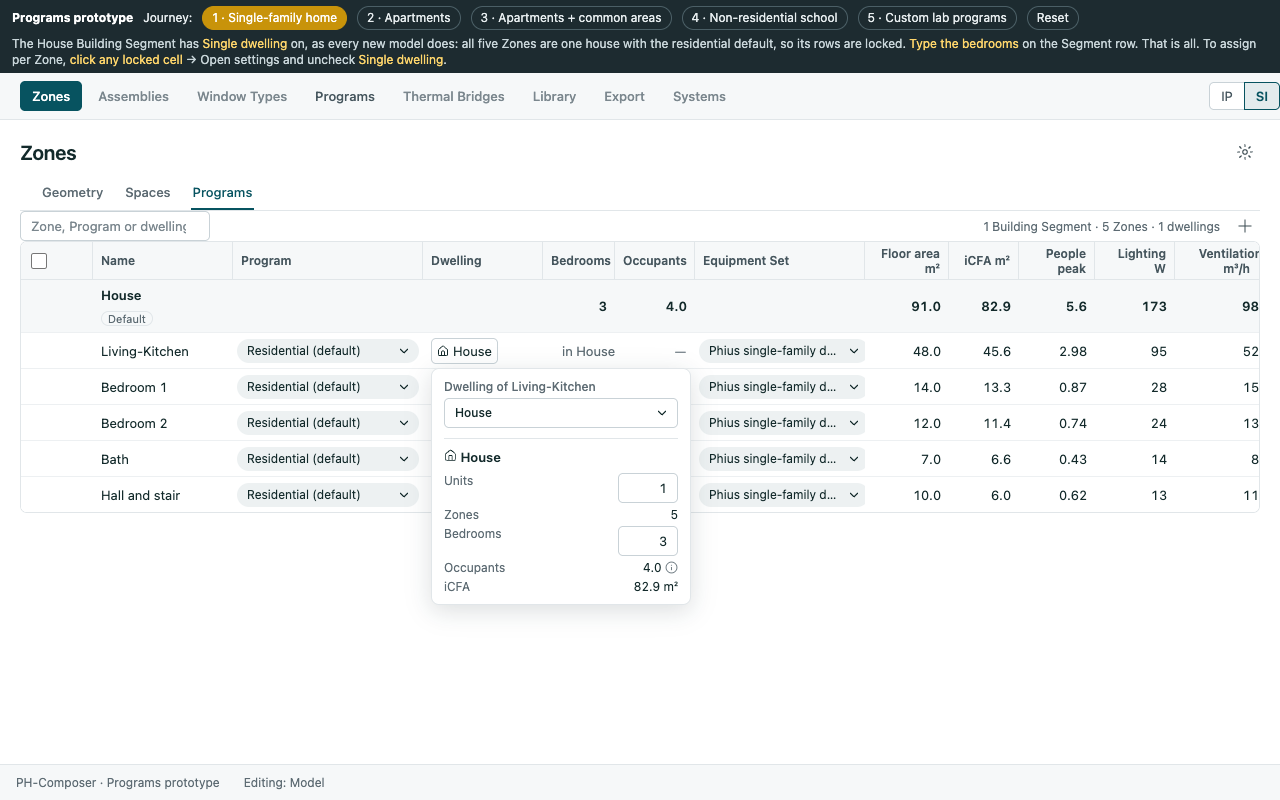 Programs prototype Journey: 1 · Single-family home 2 · Apartments 3 · Apartments + common areas 4 · Non-residential school 5 · Custom lab programs Reset
The House Building Segment has Single dwelling on, as every new model does: all five Zones are one house with the residential default, so its rows are locked. Type the bedrooms on the Segment row. That is all. To assign
per Zone, click any locked cell → Open settings and uncheck Single dwelling.
Zones Assemblies Window Types Programs Thermal Bridges Library Export Systems IP SI
Zones
Geometry Spaces Programs
Zone, Program or dwelling 1 Building Segment · 5 Zones · 1 dwellings
Name Program Dwelling Bedrooms Occupants Equipment Set Floor area m² iCFA m² People peak Lighting W Ventilation m³/h
House 3 4.0 91.0 82.9 5.6 173 98
Default
Living-Kitchen Residential (default) House in House — Phius single-family d... 48.0 45.6 2.98 95 52
Bedroom 1 Residential (default) Phius single-family d... 14.0 13.3 0.87 28 15
Bedroom 2 Residential (default) Phius single-family d... 12.0 11.4 0.74 24 13
Bath Residential (default) Phius single-family d... 7.0 6.6 0.43 14 8
Hall and stair Residential (default) Phius single-family d... 10.0 6.0 0.62 13 11
Dwelling of Living-Kitchen
House
House
Units 1
Zones 5
Bedrooms 3
Occupants 4.0
iCFA 82.9 m²
PH-Composer · Programs prototype Editing: Model